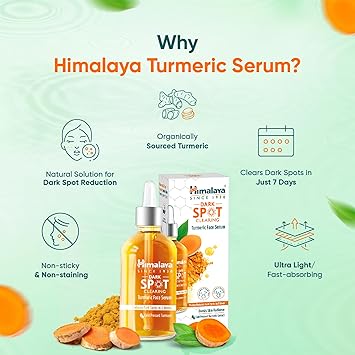 Why
Himalaya Turmeric Serum?
Natural Solution for
Dark Spot Reduction
Organically
Sourced Turmeric
Clears Dark Spots in
Just 7 Days
Non-sticky
& Non-staining
Ultra Light/
Fast-absorbing
Himalaya
SINCE 1930
DARK
SPOT
CLEARING
Turmeric Face Serum
Himalaya
SINCE 1930
DARK
SPOT
CLEARING
Turmeric Face Serum